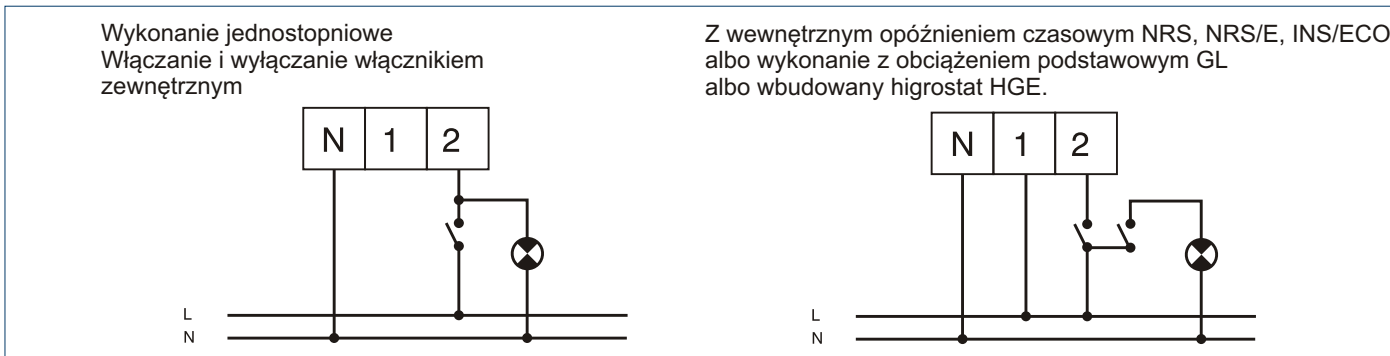 Wykonanie jednostopniowe
Włączanie i wyłączanie włącznikiem
zewnętrznym
N 1 2
L
N
Z wewnętrznym opóźnieniem czasowym NRS, NRS/E, INS/ECO
albo wykonanie z obciążeniem podstawowym GL
albo wbudowany higrostat HGE.
N 1 2
L
N